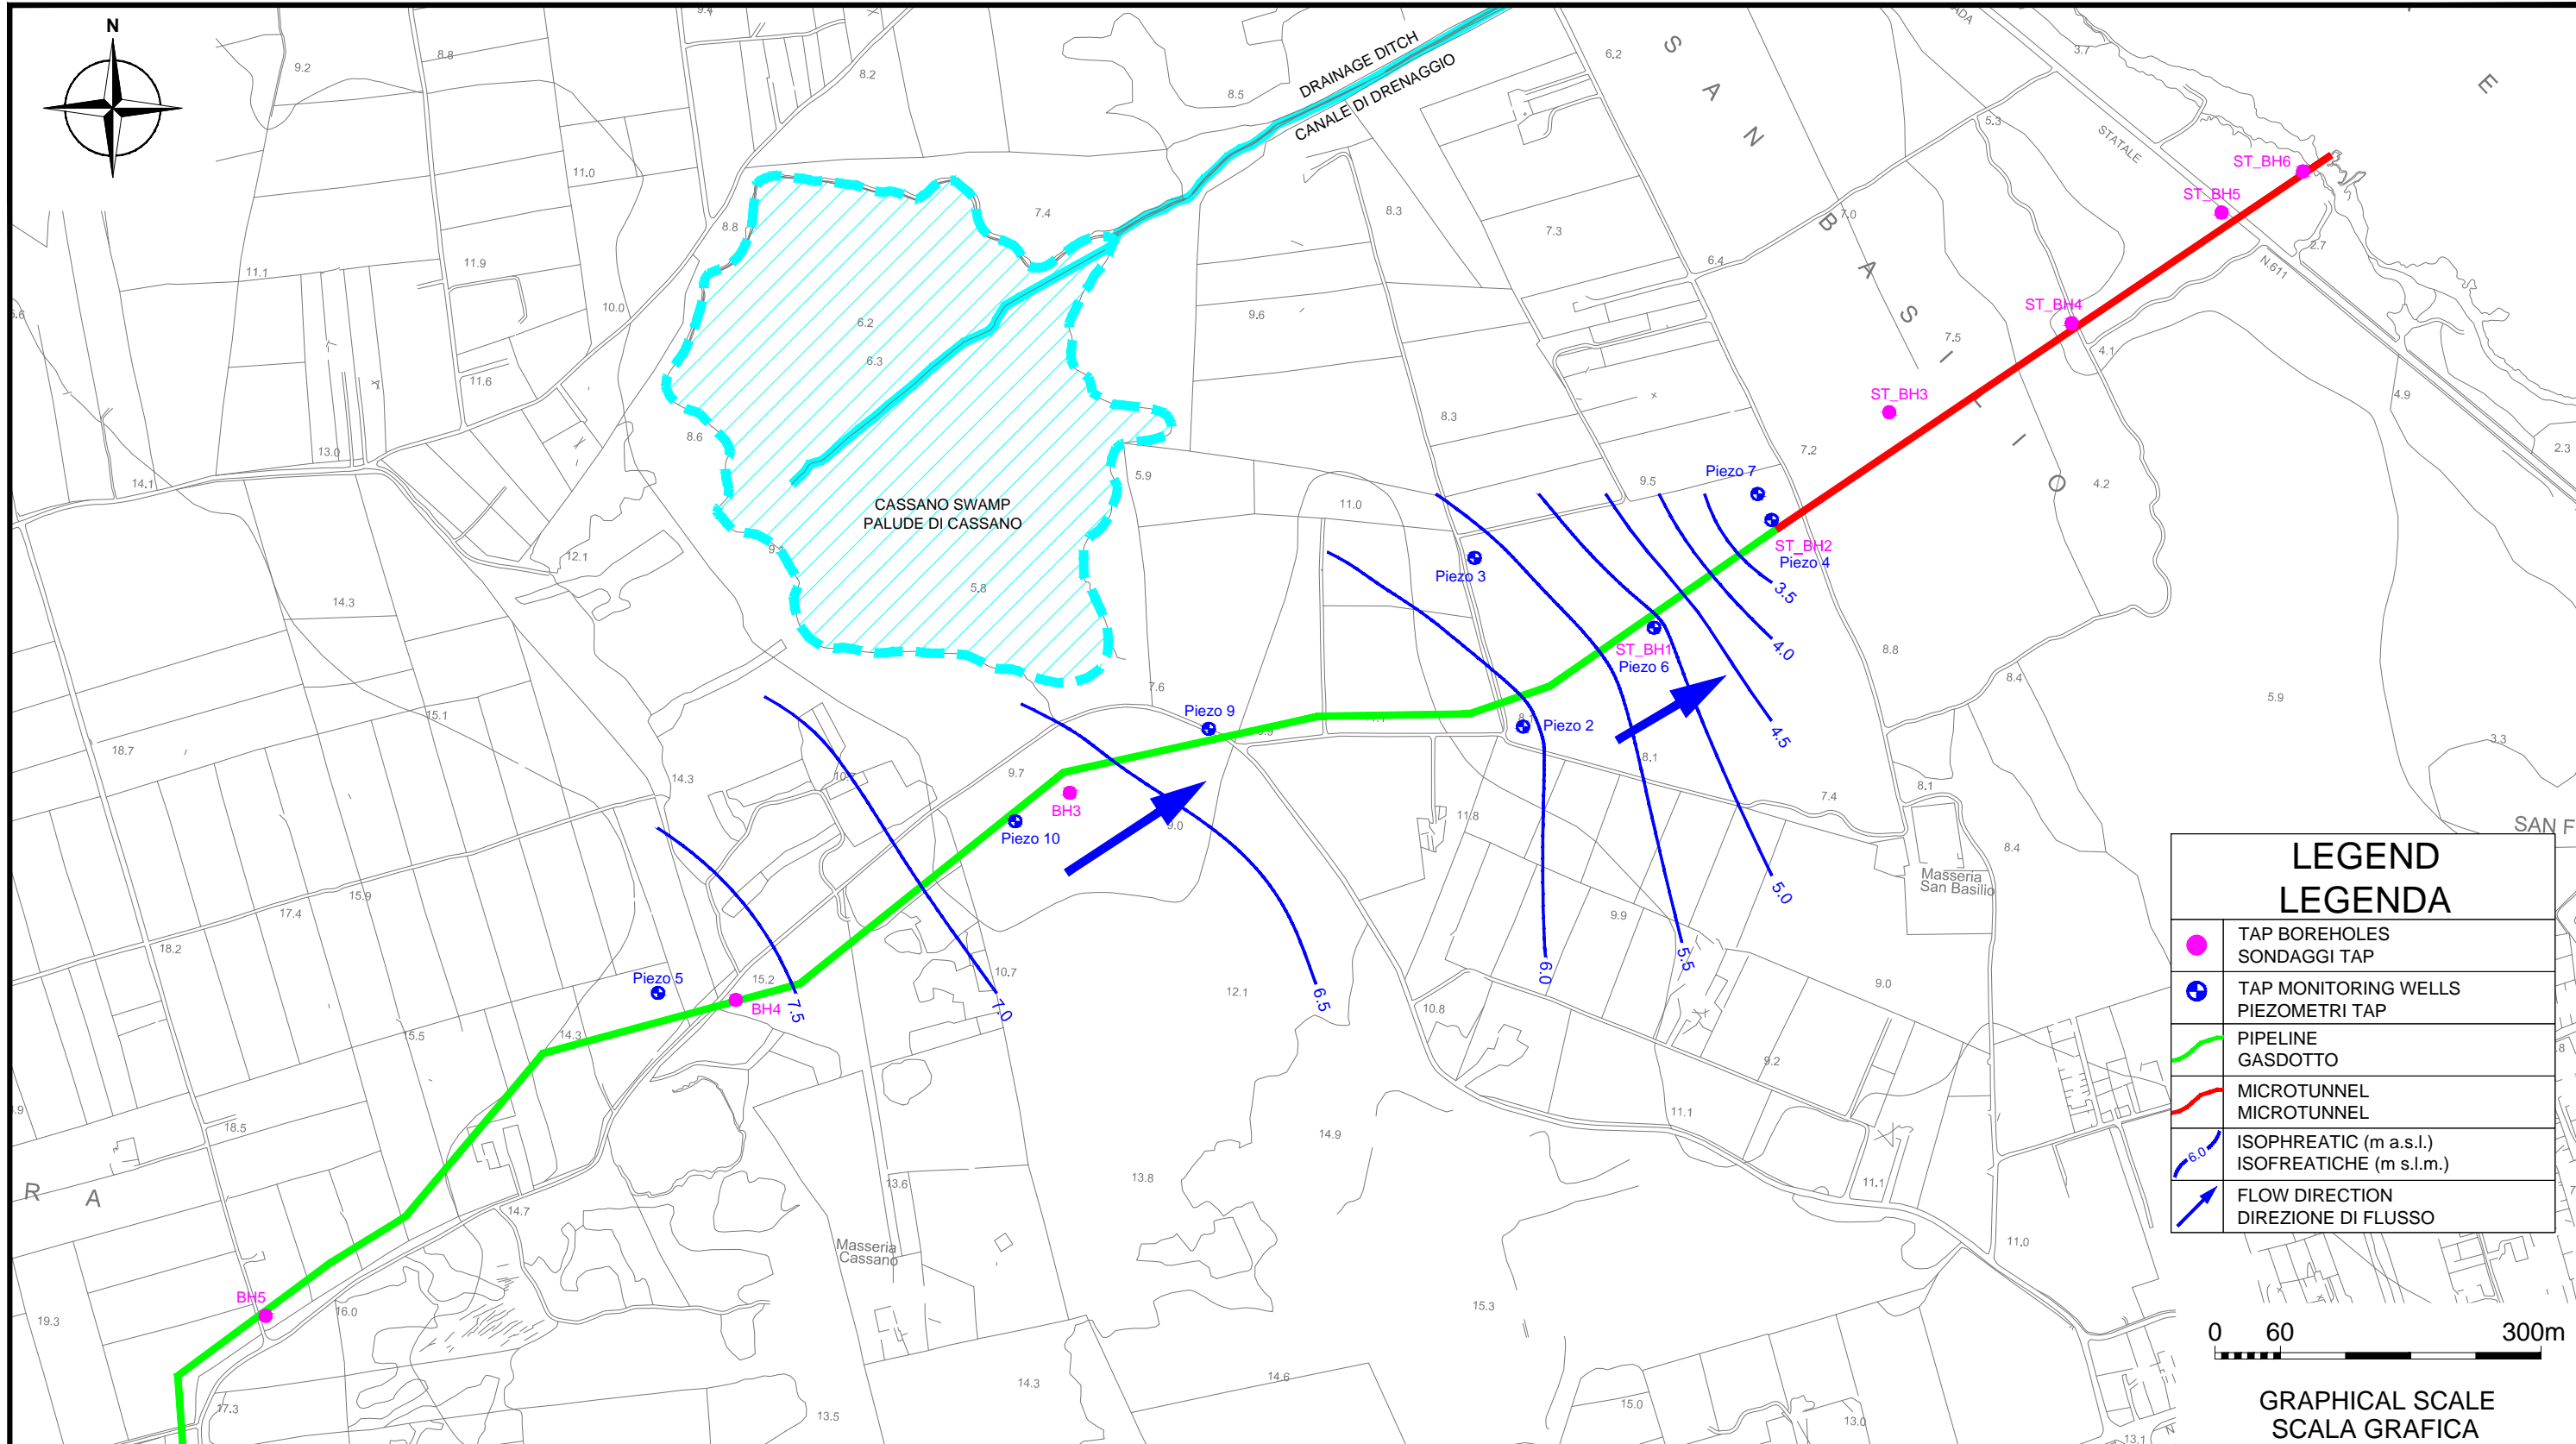 N
9.4
9.2
8.8
8.2
8.5
DRAINAGE DITCH
CANALE DI DRENAGGIO
6.2
S A N B A S I L I O
3.7
E
STATALE
N.611
5.3
ST_BH6
ST_BH5
2.7
11.0
8.8
7.4
8.3
7.3
7.0
6.4
11.1
11.9
10.0
6.2
6.3
9.6
ST_BH4
7.5
4.1
4.9
11.6
8.6
8.3
ST_BH3
7.2
2.3
13.0
14.1
5.9
11.0
9.5
Piezo 7
4.2
CASSANO SWAMP
PALUDE DI CASSANO
12.1
5.8
Piezo 3
ST_BH2
Piezo 4
3.5
14.3
4.0
ST_BH1
Piezo 6
8.8
8.4
5.9
15.1
7.6
18.7
14.3
Piezo 9
8.1
Piezo 2
4.5
3.3
10.7
9.7
8.1
BH3
Piezo 10
9.0
11.8
7.4
8.1
8.4
SAN F
5.0
Masseria
San Basilio
15.9
17.4
9.9
18.2
Piezo 5
15.2
BH4
7.5
10.7
7.0
12.1
6.5
6.0
5.5
10.8
9.0
15.5
14.3
9.2
18.5
14.9
11.1
13.8
13.6
11.1
R A
14.7
11.0
Masseria
Cassano
BH5
16.0
19.3
15.3
17.3
13.5
14.3
14.6
15.0
13.0
13.1
LEGEND
LEGENDA
TAP BOREHOLES
SONDAGGI TAP
TAP MONITORING WELLS
PIEZOMETRI TAP
PIPELINE
GASDOTTO
MICROTUNNEL
MICROTUNNEL
6.0
ISOPHREATIC (m a.s.l.)
ISOFREATICHE (m s.l.m.)
FLOW DIRECTION
DIREZIONE DI FLUSSO
0 60 300m
GRAPHICAL SCALE
SCALA GRAFICA